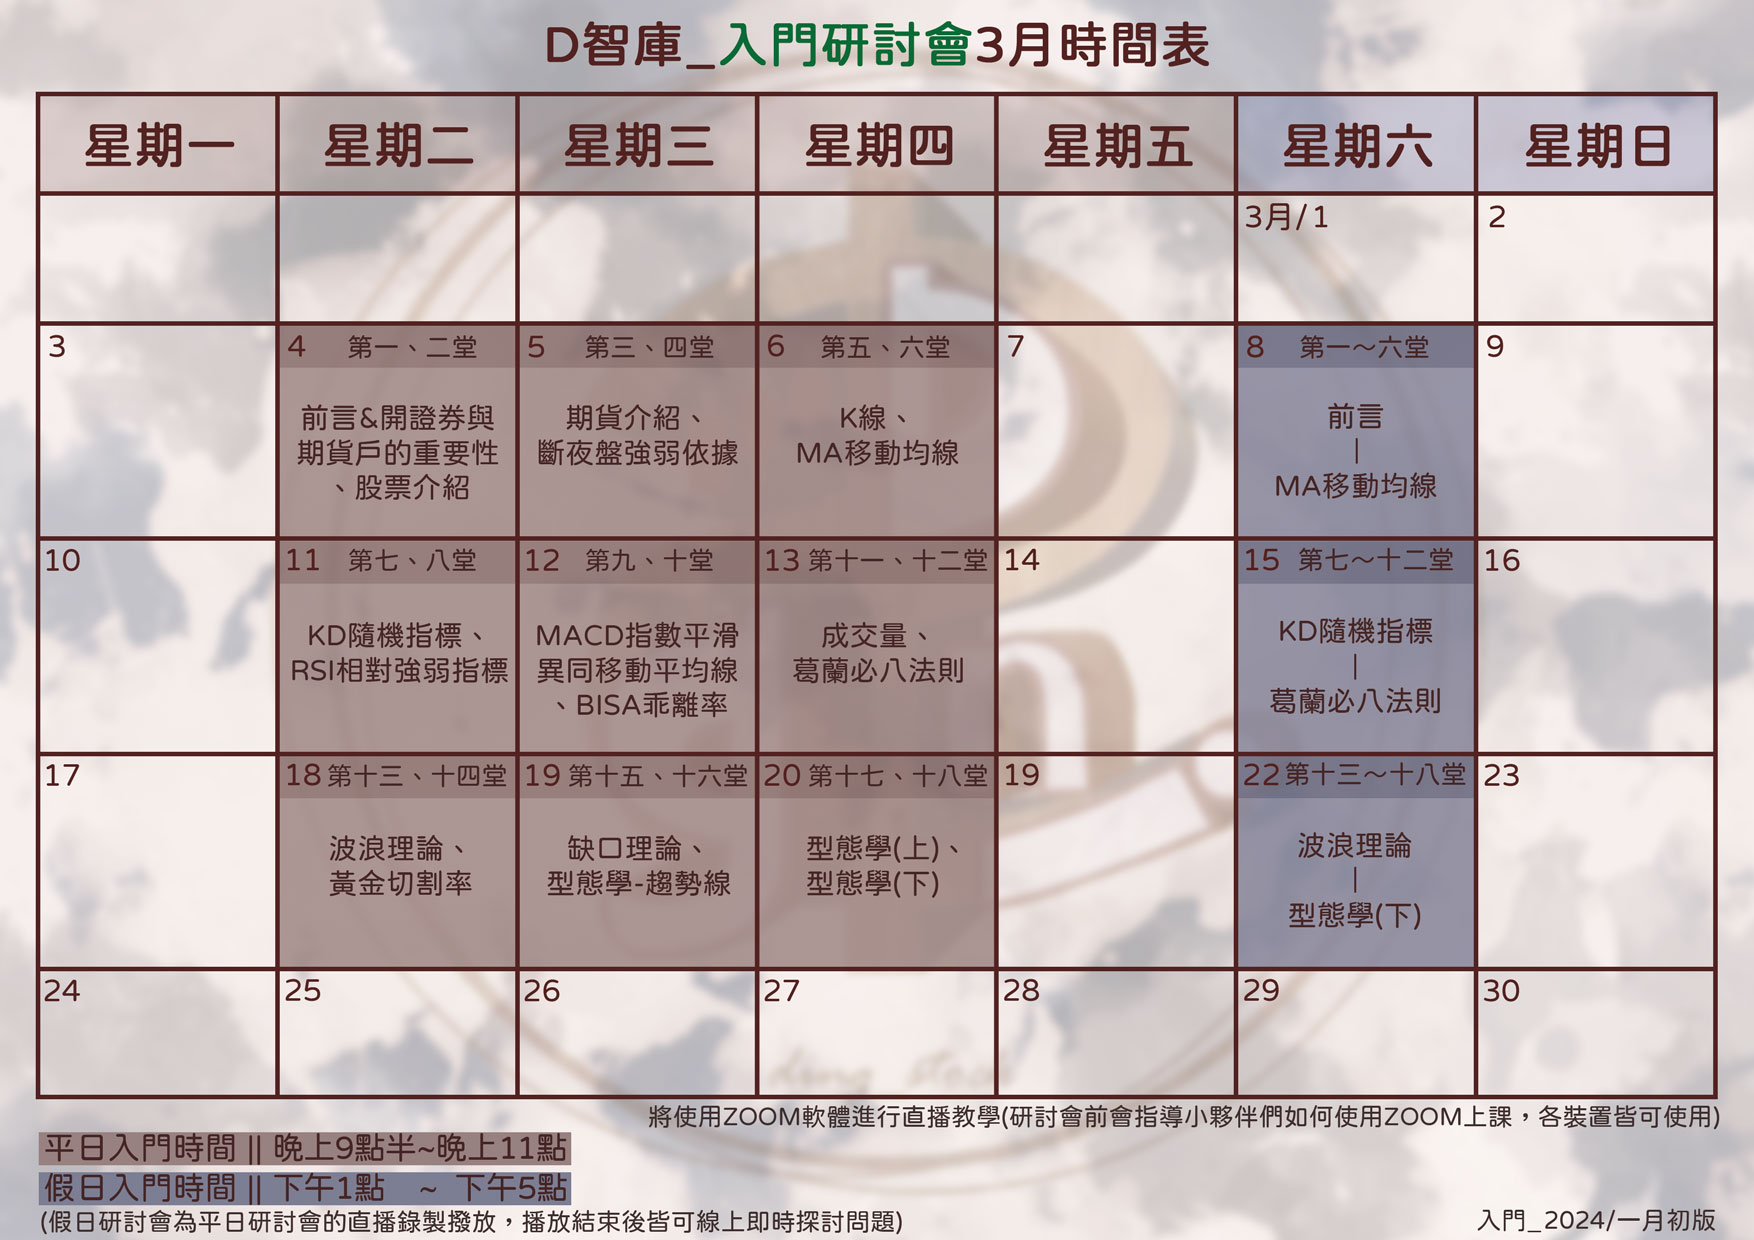 D智庫_入門研討會3月時間表
星期一 星期二 星期三 星期四 星期五 星期六 星期日
3月/1 2
3 4 第一、二堂 5 第三、四堂 6 第五、六堂 7 8 第一～六堂 9
前言&開證券與
期貨戶的重要性
、股票介紹
期貨介紹、
斷夜盤強弱依據
K線、
MA移動均線
前言
|
MA移動均線
10 11 第七、八堂 12 第九、十堂 13 第十一、十二堂 14 15 第七～十二堂 16
KD隨機指標、
RSI相對強弱指標
MACD指數平滑
異同移動平均線
、BISA乖離率
成交量、
葛蘭必八法則
KD隨機指標
|
葛蘭必八法則
17 18 第十三、十四堂 19 第十五、十六堂 20 第十七、十八堂 19 22 第十三～十八堂 23
波浪理論、
黃金切割率
缺口理論、
型態學-趨勢線
型態學(上)、
型態學(下)
波浪理論
|
型態學(下)
24 25 26 27 28 29 30
將使用ZOOM軟體進行直播教學(研討會前會指導小夥伴們如何使用ZOOM上課，各裝置皆可使用)
平日入門時間 || 晚上9點半~晚上11點
假日入門時間 || 下午1點 ~ 下午5點
(假日研討會為平日研討會的直播錄製撥放，播放結束後皆可線上即時探討問題)
入門_2024/一月初版